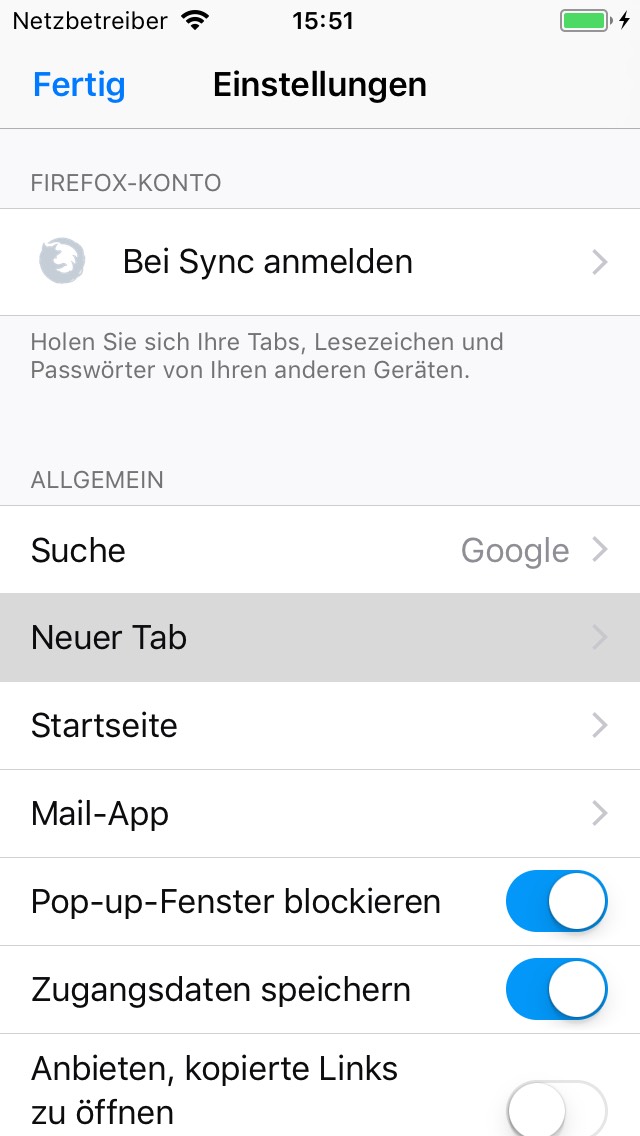 Netzbetreiber 15:51
Fertig Einstellungen
FIREFOX-KONTO
Bei Sync anmelden
Holen Sie sich Ihre Tabs, Lesezeichen und
Passwörter von Ihren anderen Geräten.
ALLGEMEIN
Suche Google
Neuer Tab
Startseite
Mail-App
Pop-up-Fenster blockieren
Zugangsdaten speichern
Anbieten, kopierte Links
zu öffnen